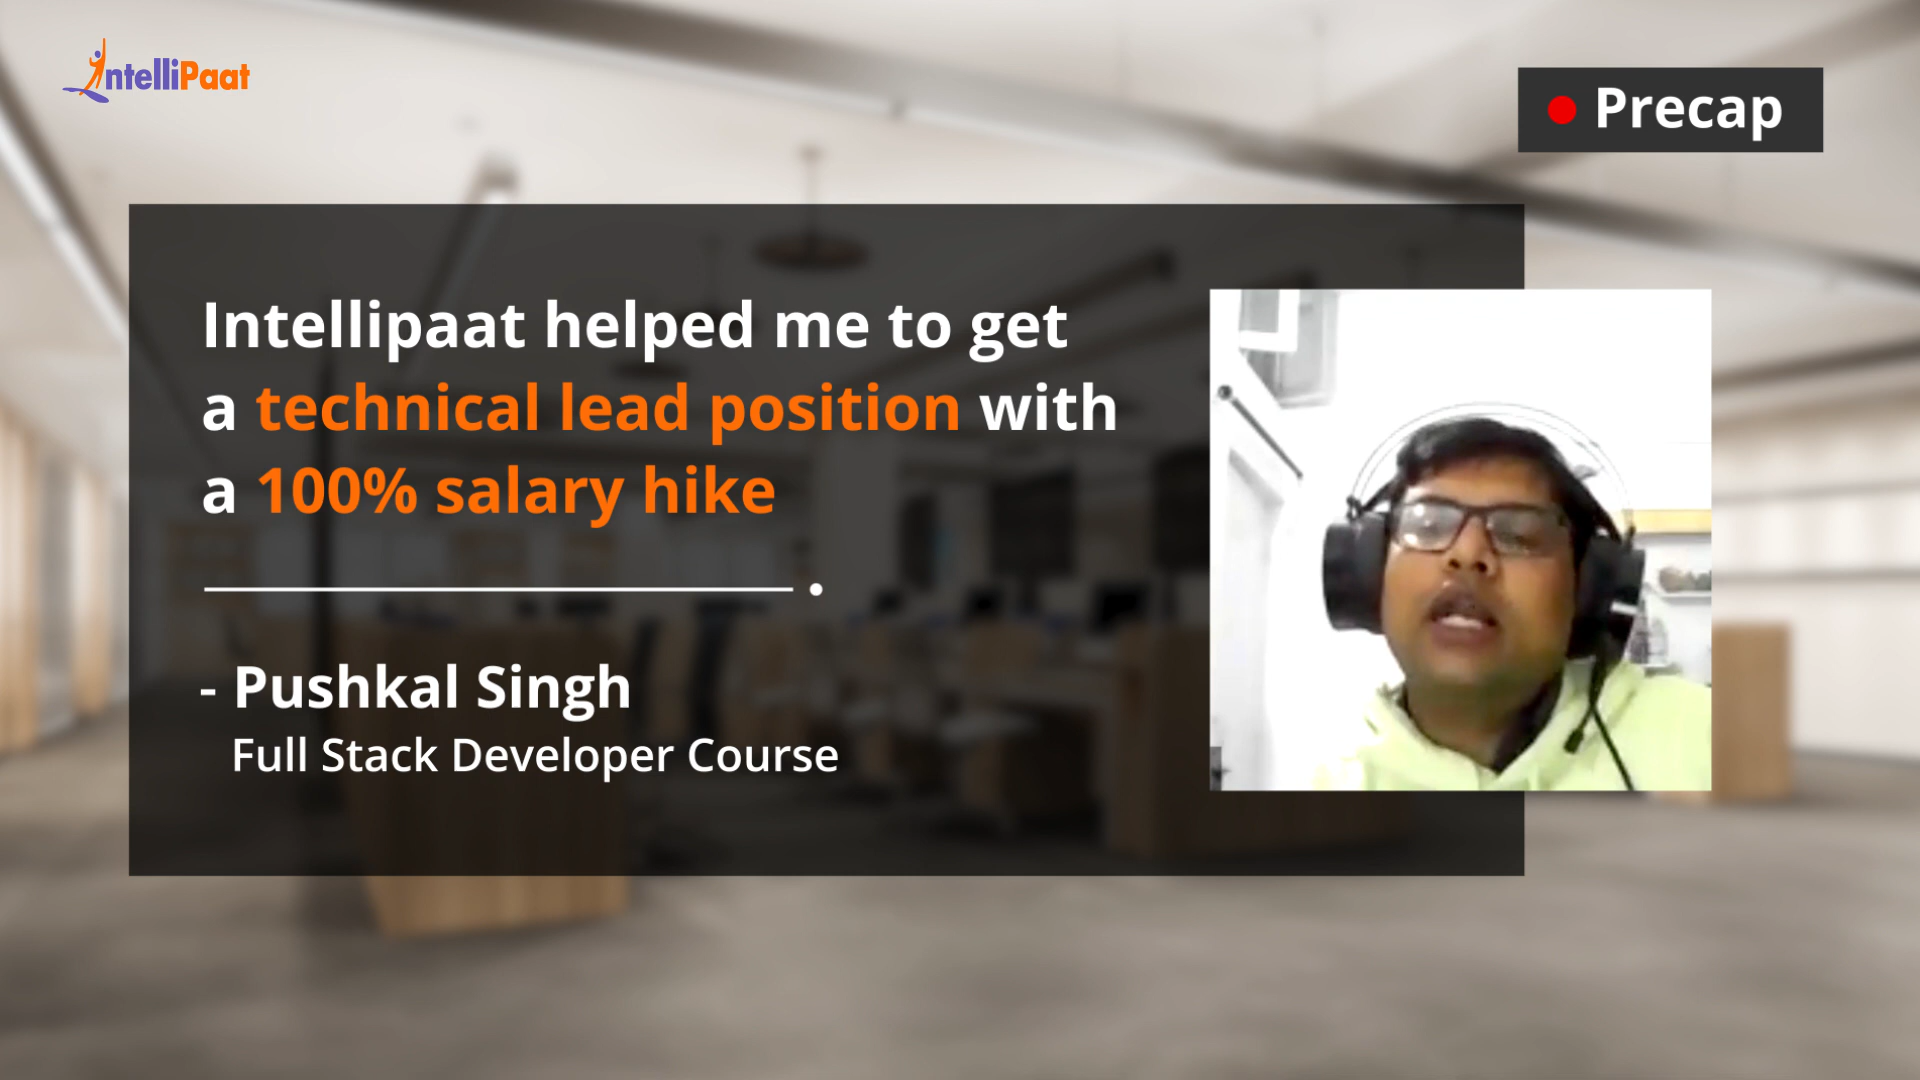 IntelliPaat
Precap
Intellipaat helped me to get
a technical lead position with
a 100% salary hike
- Pushkal Singh
Full Stack Developer Course